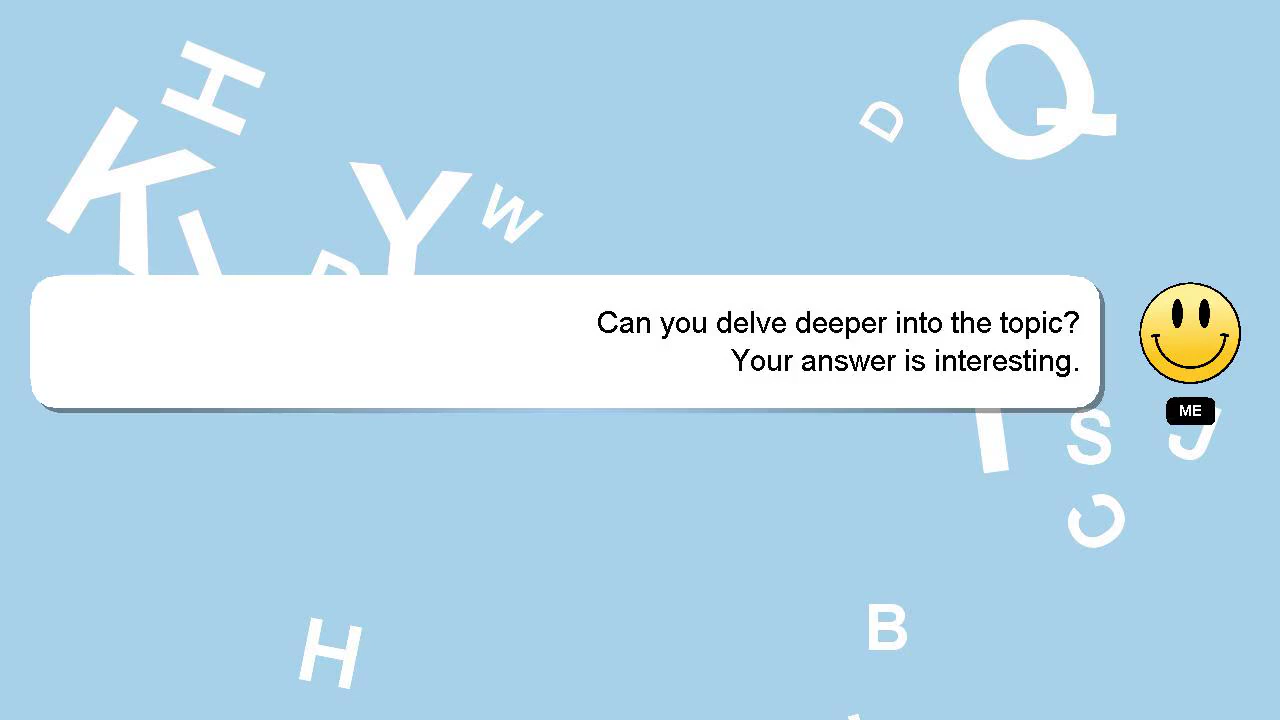 H
Q
D
K
Y
W
Can you delve deeper into the topic?
Your answer is interesting.
ME
S
J
C
B
H